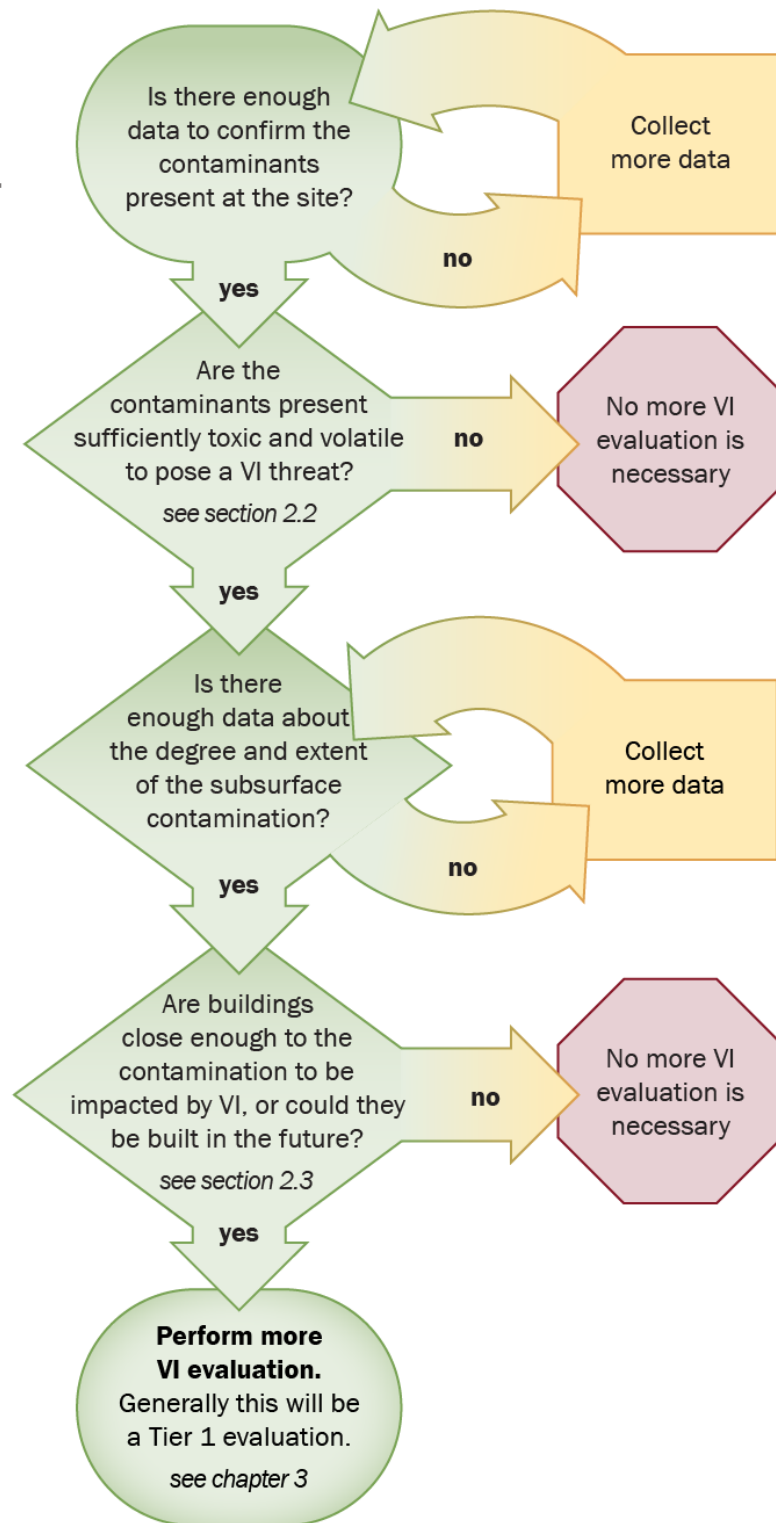 Is there enough
data to confirm the
contaminants
present at the site?
Collect
more data
no
yes
Are the
contaminants present
sufficiently toxic and volatile
to pose a VI threat?
see section 2.2
no
No more VI
evaluation is
necessary
yes
Is there
enough data about
the degree and extent
of the subsurface
contamination?
Collect
more data
no
yes
Are buildings
close enough to the
contamination to be
impacted by VI, or could they
be built in the future?
see section 2.3
no
No more VI
evaluation is
necessary
yes
Perform more
VI evaluation.
Generally this will be
a Tier 1 evaluation.
see chapter 3